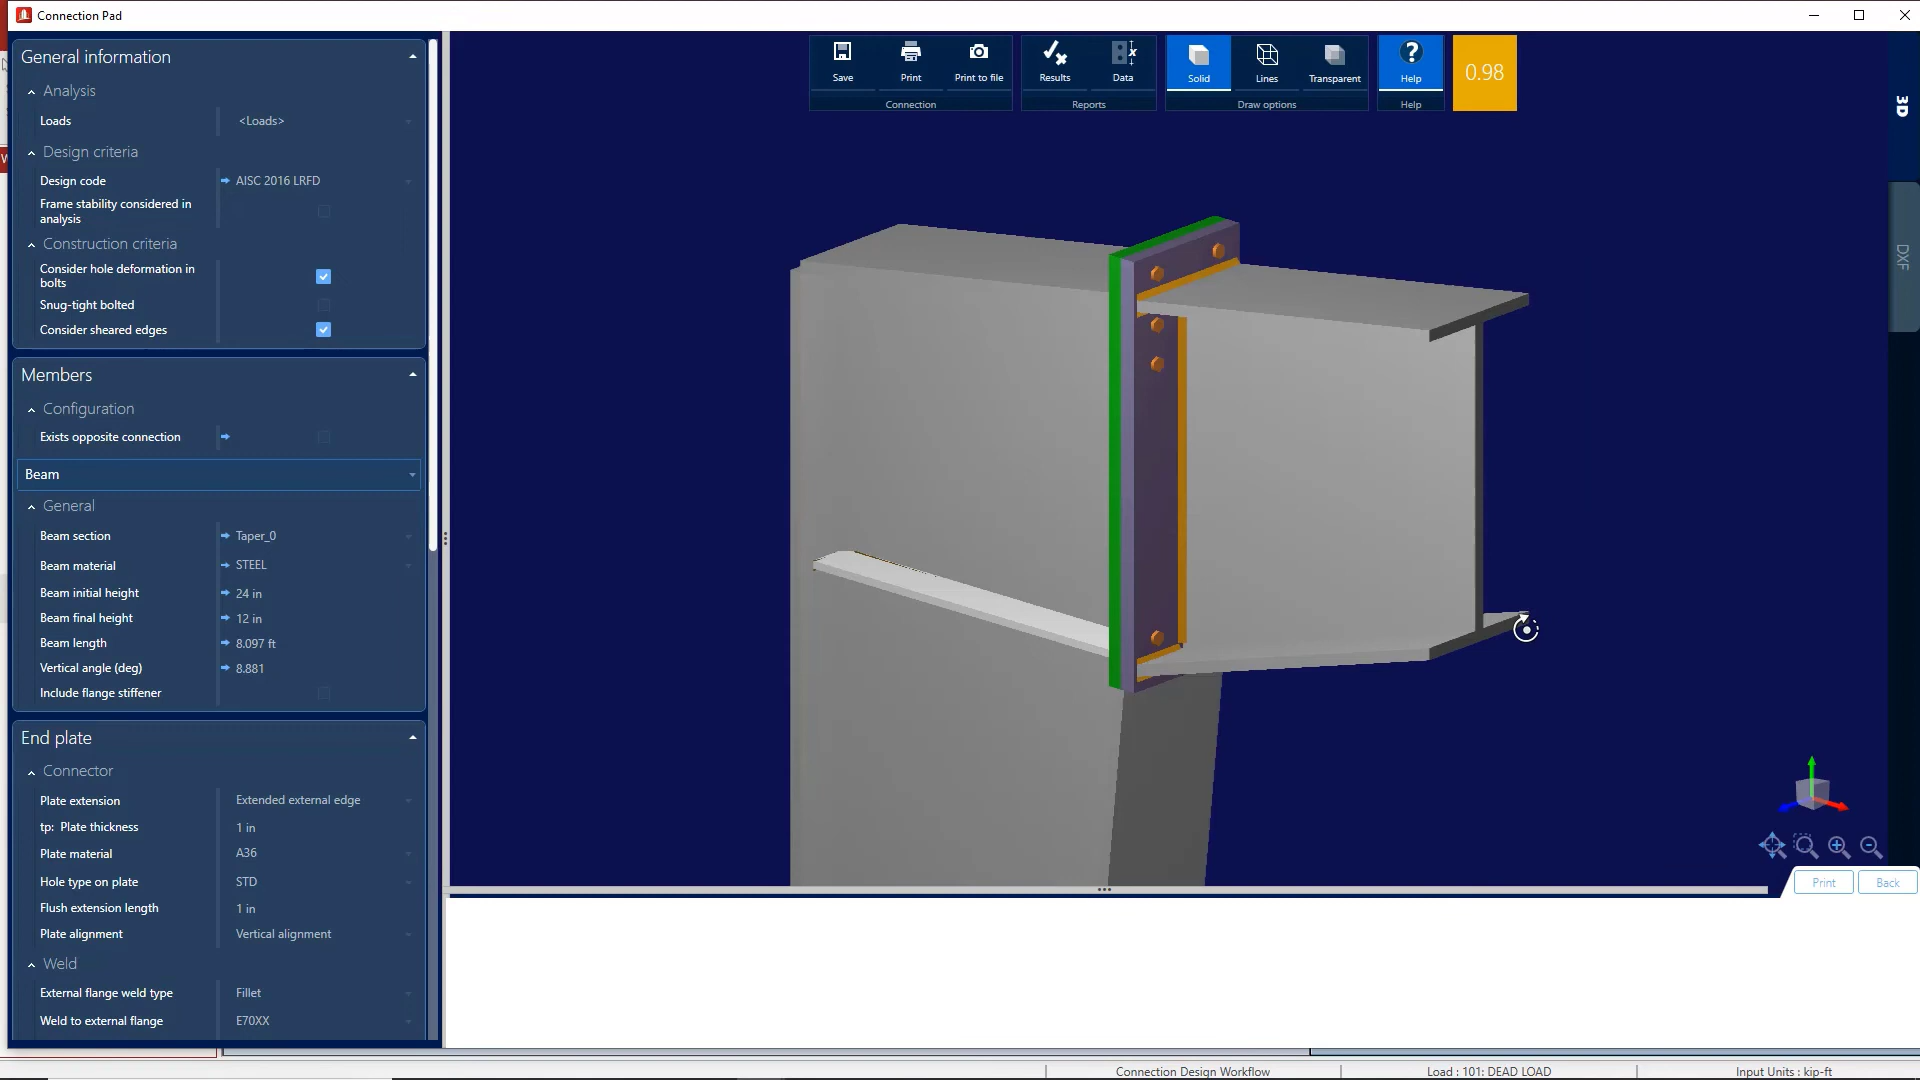 Connection Pad
General information
Analysis
Loads <Loads>
Design criteria
Design code AISC 2016 LRFD
Frame stability considered in
analysis
Construction criteria
Consider hole deformation in
bolts
Snug-tight bolted
Consider sheared edges
Members
Configuration
Exists opposite connection
Beam
General
Beam section Taper_0
Beam material STEEL
Beam initial height 24 in
Beam final height 12 in
Beam length 8.097 ft
Vertical angle (deg) 8.881
Include flange stiffener
End plate
Connector
Plate extension Extended external edge
tp: Plate thickness 1 in
Plate material A36
Hole type on plate STD
Flush extension length 1 in
Plate alignment Vertical alignment
Weld
External flange weld type Fillet
Weld to external flange E70XX
Save Print Print to file
Connection
Results Data
Reports
Solid Lines Transparent
Draw options
Help
Help
0.98
3D
DXF
Print Back
Connection Design Workflow Load : 101: DEAD LOAD Input Units : kip-ft